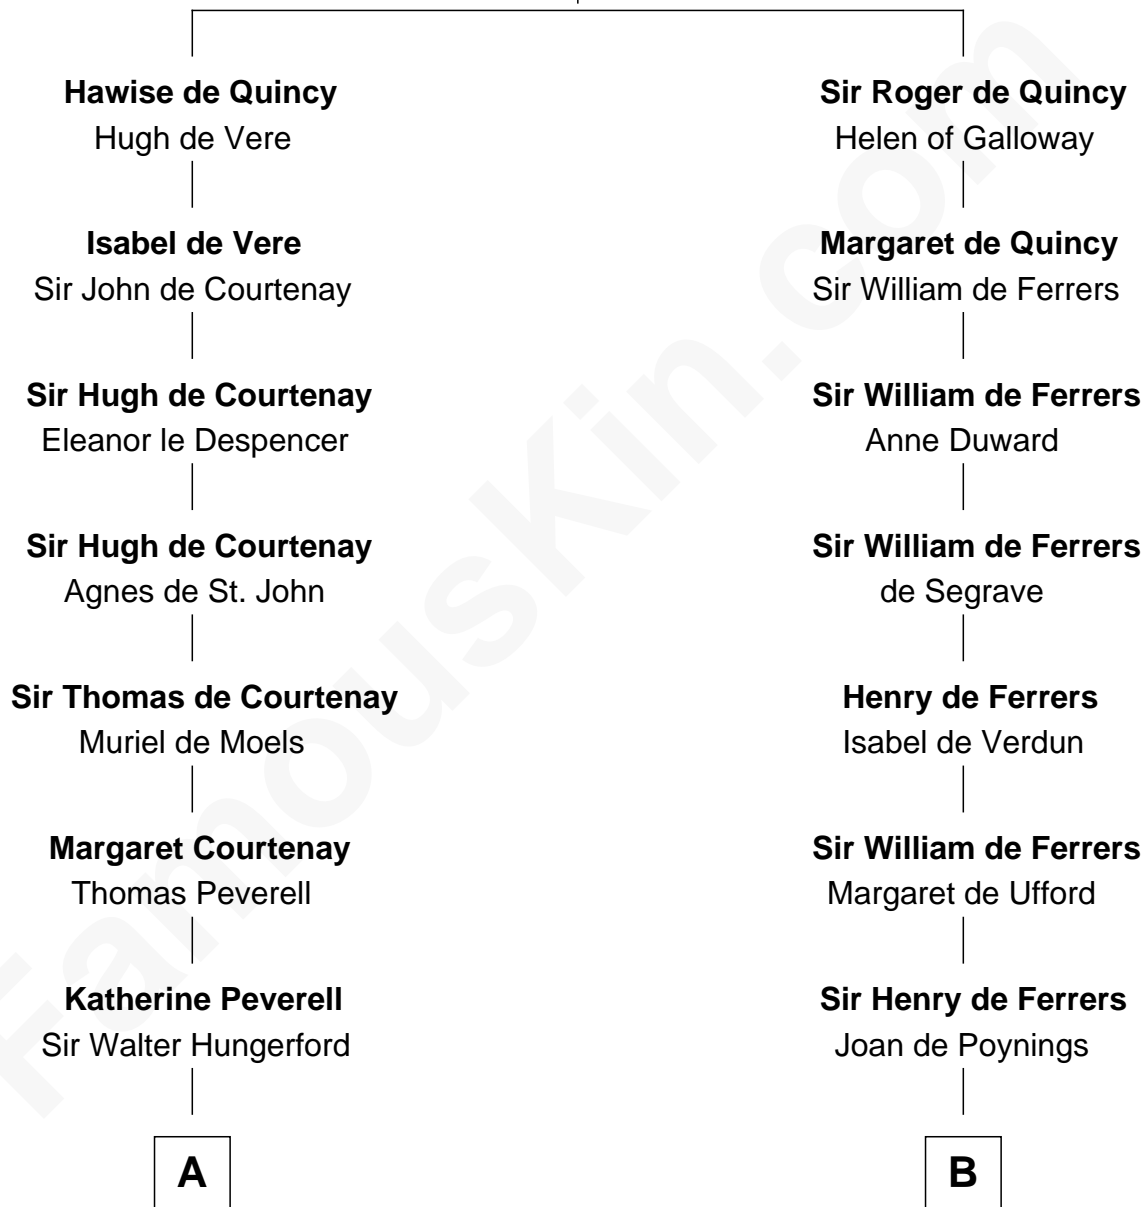 Hawise de Quincy
Hugh de Vere
Isabel de Vere
Sir John de Courtenay
Sir Hugh de Courtenay
Eleanor le Despencer
Sir Hugh de Courtenay
Agnes de St. John
Sir Thomas de Courtenay
Muriel de Moels
Margaret Courtenay
Thomas Peverell
Katherine Peverell
Sir Walter Hungerford
A
Sir Roger de Quincy
Helen of Galloway
Margaret de Quincy
Sir William de Ferrers
Sir William de Ferrers
Anne Duward
Sir William de Ferrers
de Segrave
Henry de Ferrers
Isabel de Verdun
Sir William de Ferrers
Margaret de Ufford
Sir Henry de Ferrers
Joan de Poynings
B
FamousKin.com